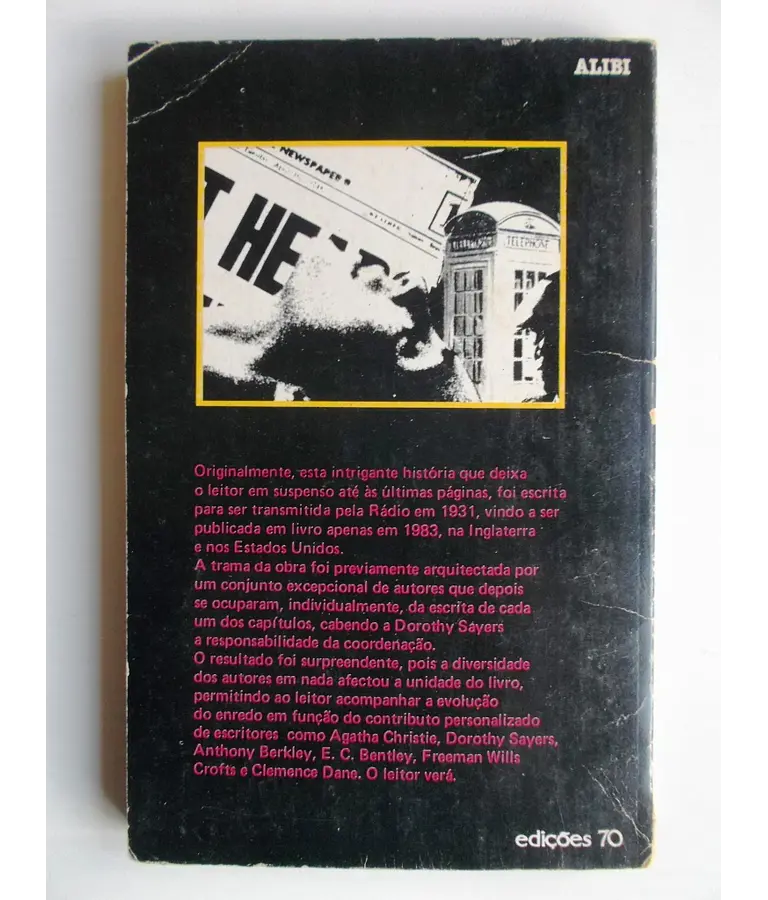 ALIBI
NEWSPAPER
T HEAD
TELEPHONE
Originalmente, esta intrigante história que deixa
o leitor em suspenso até às últimas páginas, foi escrita
para ser transmitida pela Rádio em 1931, vindo a ser
publicada em livro apenas em 1983, na Inglaterra
e nos Estados Unidos.
A trama da obra foi previamente arquitectada por
um conjunto excepcional de autores que depois
se ocuparam, individualmente, da escrita de cada
um dos capítulos, cabendo a Dorothy Sayers
a responsabilidade da coordenação.
O resultado foi surpreendente, pois a diversidade
dos autores em nada afectou a unidade do livro,
permitindo ao leitor acompanhar a evolução
do enredo em função do contributo personalizado
de escritores como Agatha Christie, Dorothy Sayers,
Anthony Berkley, E. C. Bentley, Freeman Wills
Crofts e Clemence Dane. O leitor verá.
edições 70